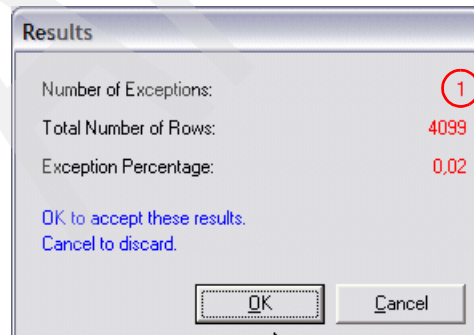 Results
Number of Exceptions: 1
Total Number of Rows: 4099
Exception Percentage: 0,02
OK to accept these results.
Cancel to discard.
OK Cancel